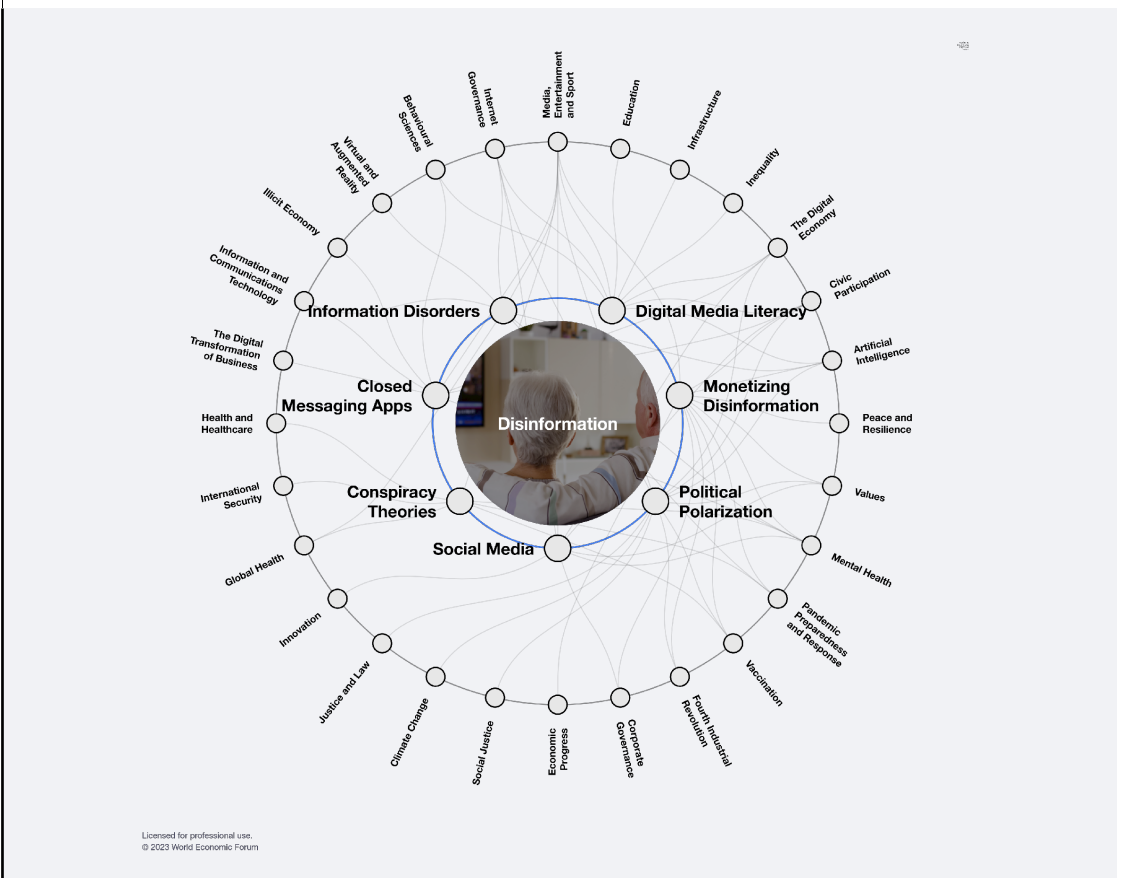 Media,
Entertainment
and Sport
Education
Infrastructure
Inequality
The Digital
Economy
Civic
Participation
Artificial
Intelligence
Peace and
Resilience
Values
Mental Health
Pandemic
Preparedness
and Response
Vaccination
Fourth Industrial
Revolution
Corporate
Governance
Economic
Progress
Social Justice
Climate Change
Justice and Law
Innovation
Global Health
International
Security
Health and
Healthcare
The Digital
Transformation
of Business
Information and
Communications
Technology
Illicit Economy
Virtual and
Augmented
Reality
Behavioural
Sciences
Internet
Governance
Information Disorders
Digital Media Literacy
Closed
Messaging Apps
Monetizing
Disinformation
Disinformation
Conspiracy
Theories
Political
Polarization
Social Media
Licensed for professional use.
© 2023 World Economic Forum